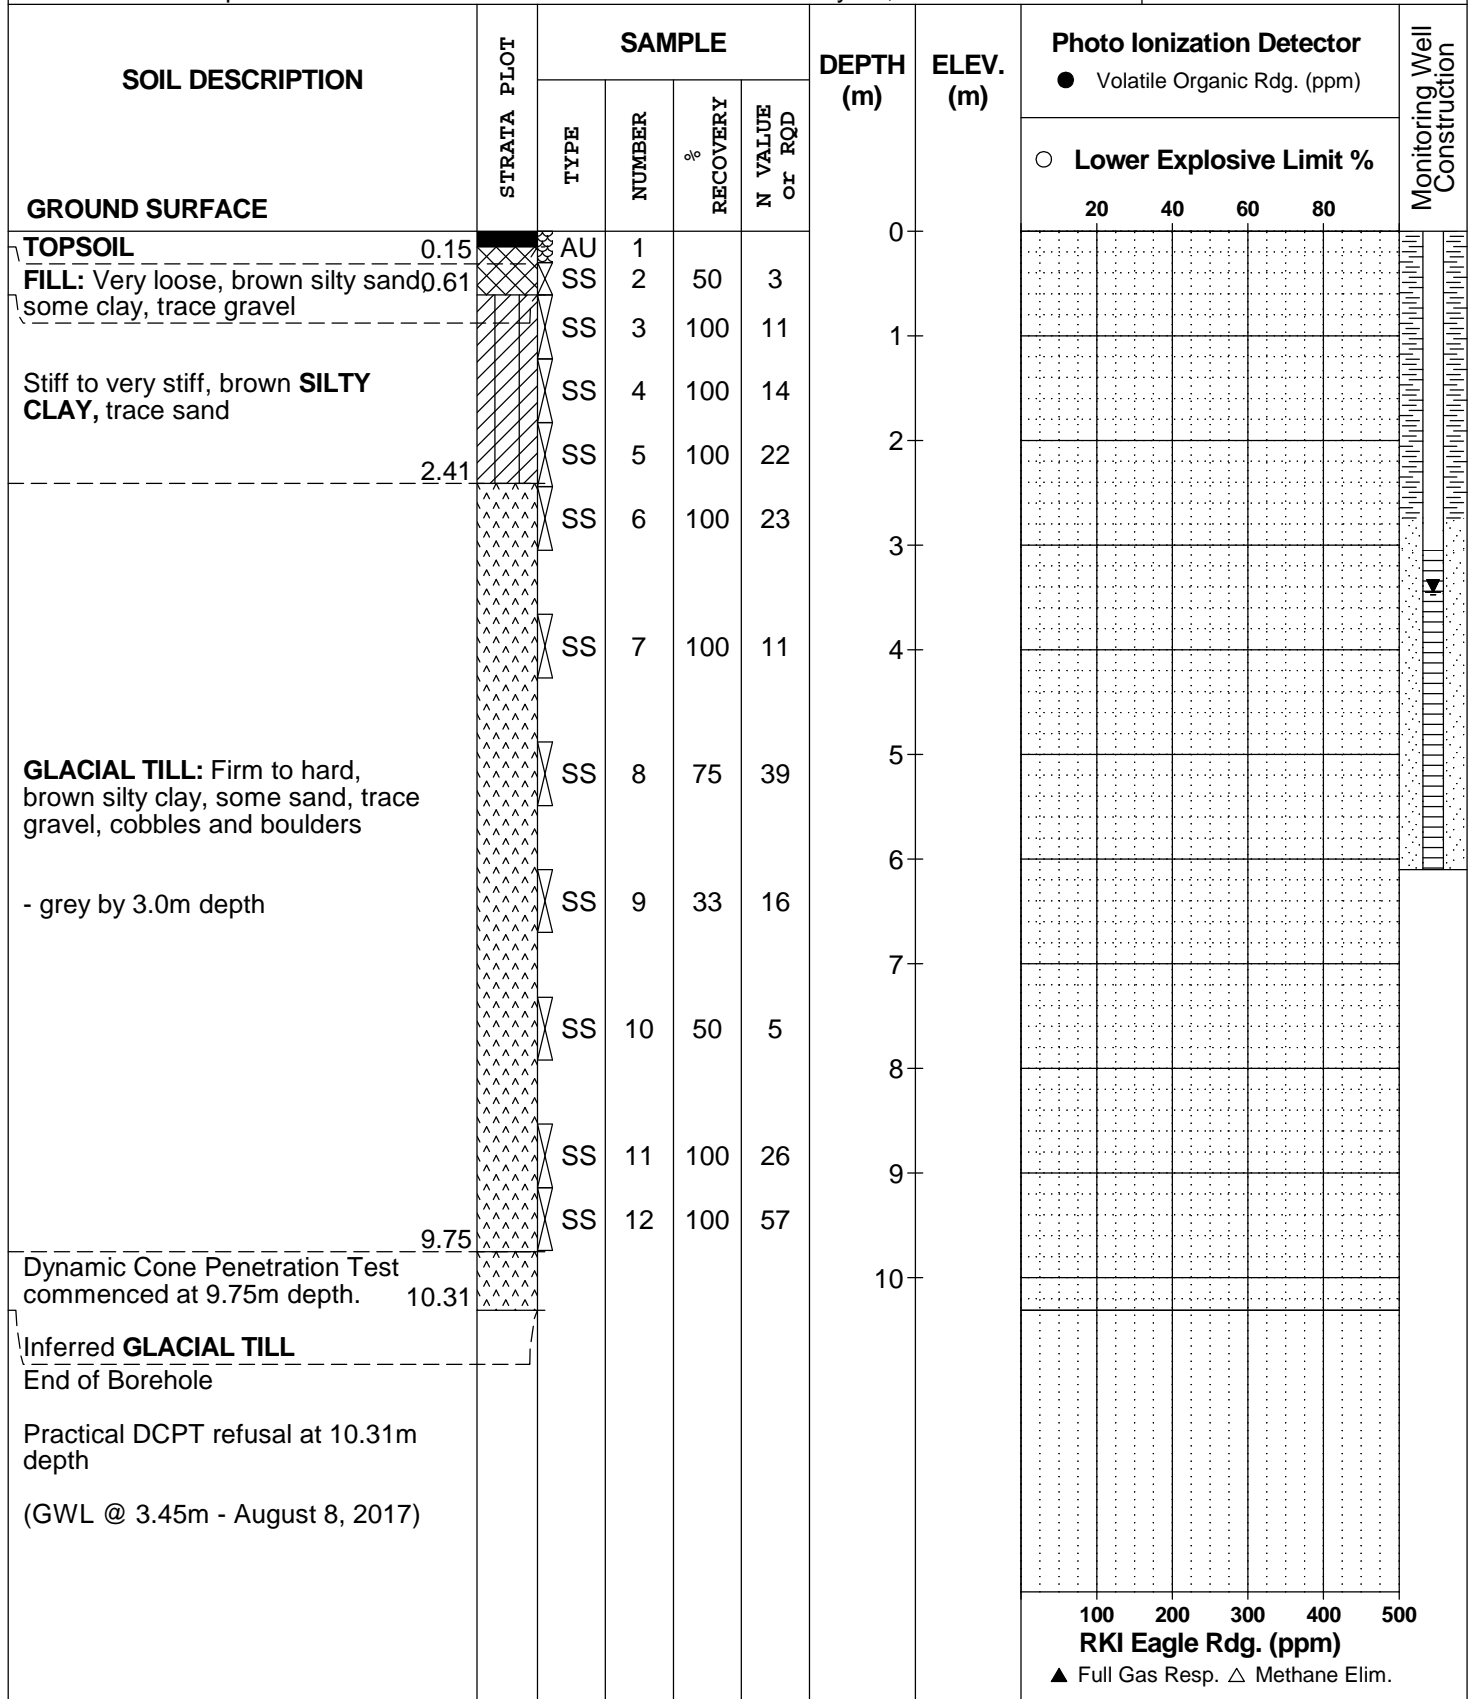 SOIL DESCRIPTION
GROUND SURFACE
STRATA PLOT
SAMPLE
TYPE
NUMBER
%
RECOVERY
N VALUE
or RQD
DEPTH
(m)
ELEV.
(m)
Photo Ionization Detector
● Volatile Organic Rdg. (ppm)
○ Lower Explosive Limit %
20 40 60 80
Monitoring Well
Construction
TOPSOIL 0.15
FILL: Very loose, brown silty sand, 0.61
some clay, trace gravel
Stiff to very stiff, brown SILTY
CLAY, trace sand
2.41
GLACIAL TILL: Firm to hard,
brown silty clay, some sand, trace
gravel, cobbles and boulders
- grey by 3.0m depth
9.75
Dynamic Cone Penetration Test
commenced at 9.75m depth. 10.31
Inferred GLACIAL TILL
End of Borehole
Practical DCPT refusal at 10.31m
depth
(GWL @ 3.45m - August 8, 2017)
AU 1
SS 2 50 3
SS 3 100 11
SS 4 100 14
SS 5 100 22
SS 6 100 23
SS 7 100 11
SS 8 75 39
SS 9 33 16
SS 10 50 5
SS 11 100 26
SS 12 100 57
0
1
2
3
4
5
6
7
8
9
10
100 200 300 400 500
RKI Eagle Rdg. (ppm)
▲ Full Gas Resp. △ Methane Elim.